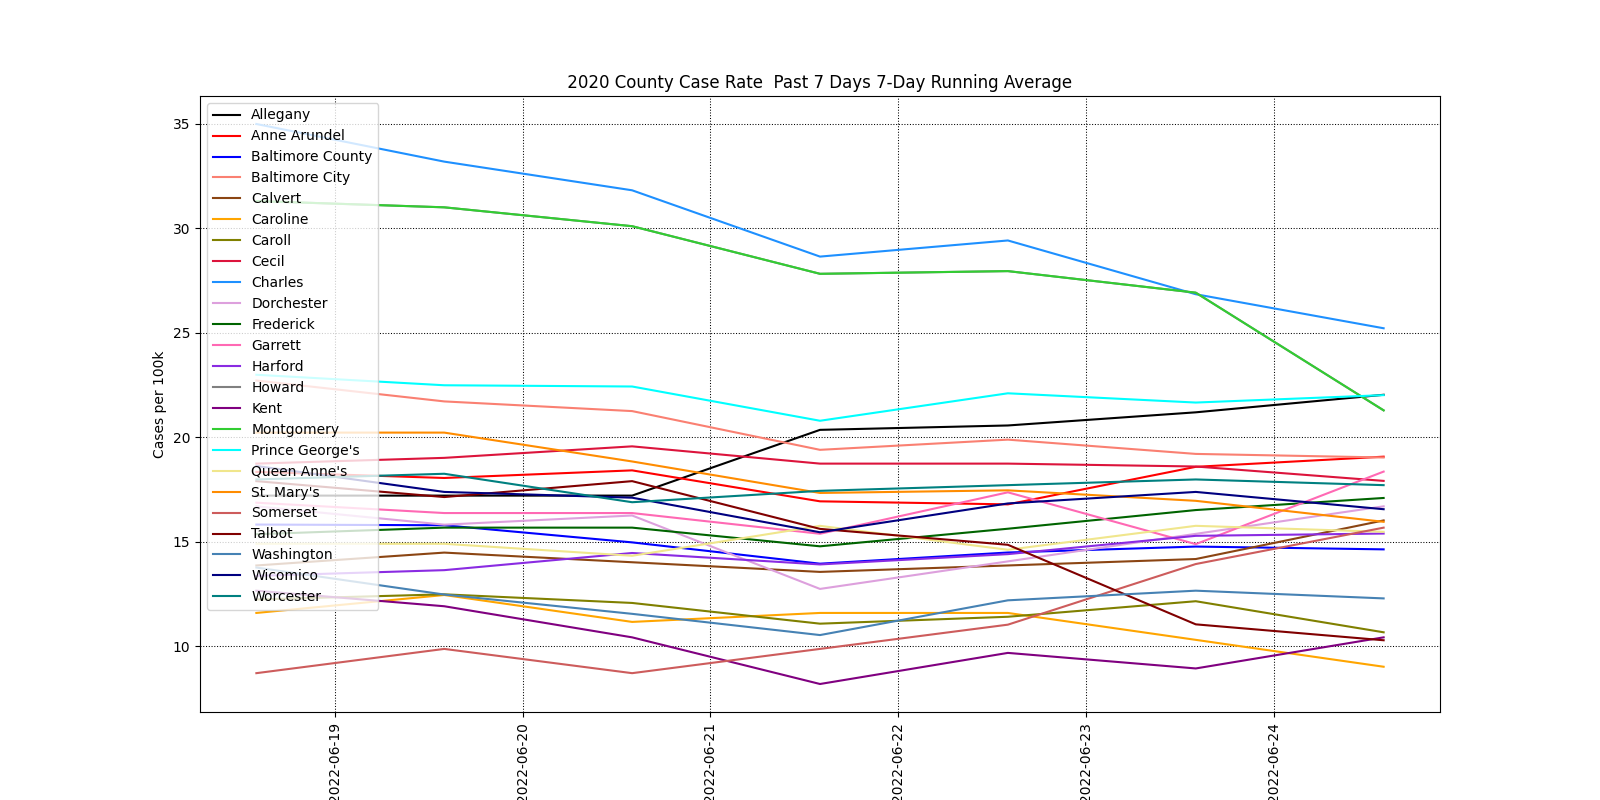 2020 County Case Rate  Past 7 Days 7-Day Running Average
Cases per 100k
35
30
25
20
15
10
Allegany
Anne Arundel
Baltimore County
Baltimore City
Calvert
Caroline
Caroll
Cecil
Charles
Dorchester
Frederick
Garrett
Harford
Howard
Kent
Montgomery
Prince George's
Queen Anne's
St. Mary's
Somerset
Talbot
Washington
Wicomico
Worcester
2022-06-19
2022-06-20
2022-06-21
2022-06-22
2022-06-23
2022-06-24